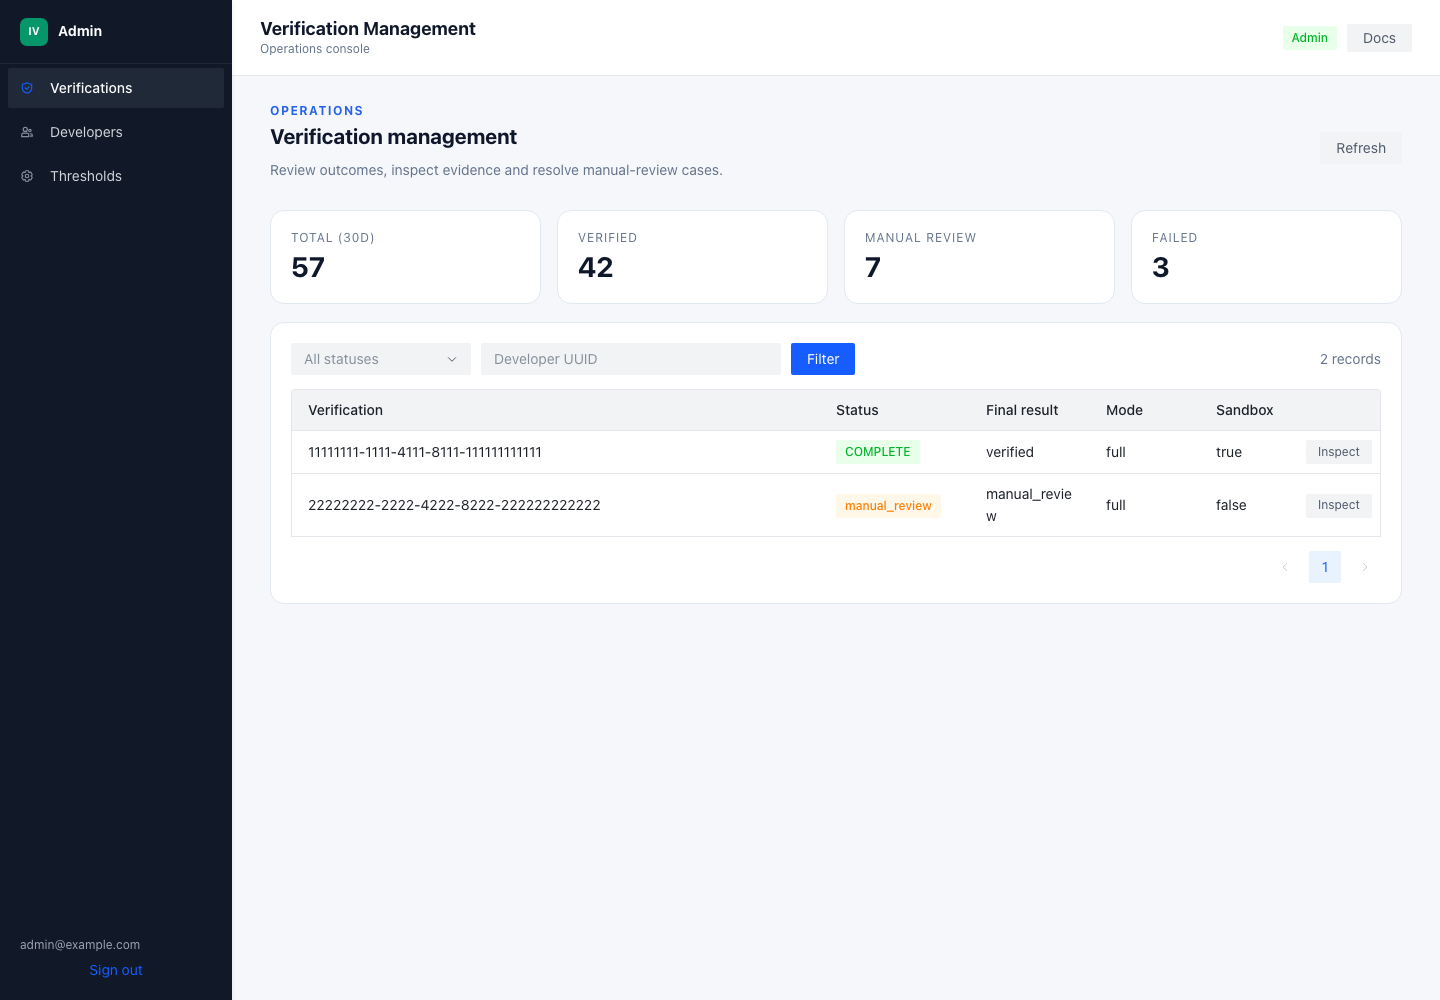 IV Admin
Verifications
Developers
Thresholds
admin@example.com
Sign out
Verification Management
Operations console
Admin Docs
OPERATIONS
Verification management
Review outcomes, inspect evidence and resolve manual-review cases.
Refresh
TOTAL (30D)
57
VERIFIED
42
MANUAL REVIEW
7
FAILED
3
All statuses Developer UUID Filter 2 records
Verification Status Final result Mode Sandbox
11111111-1111-4111-8111-111111111111 COMPLETE verified full true Inspect
22222222-2222-4222-8222-222222222222 manual_review manual_revie full false Inspect
w
1